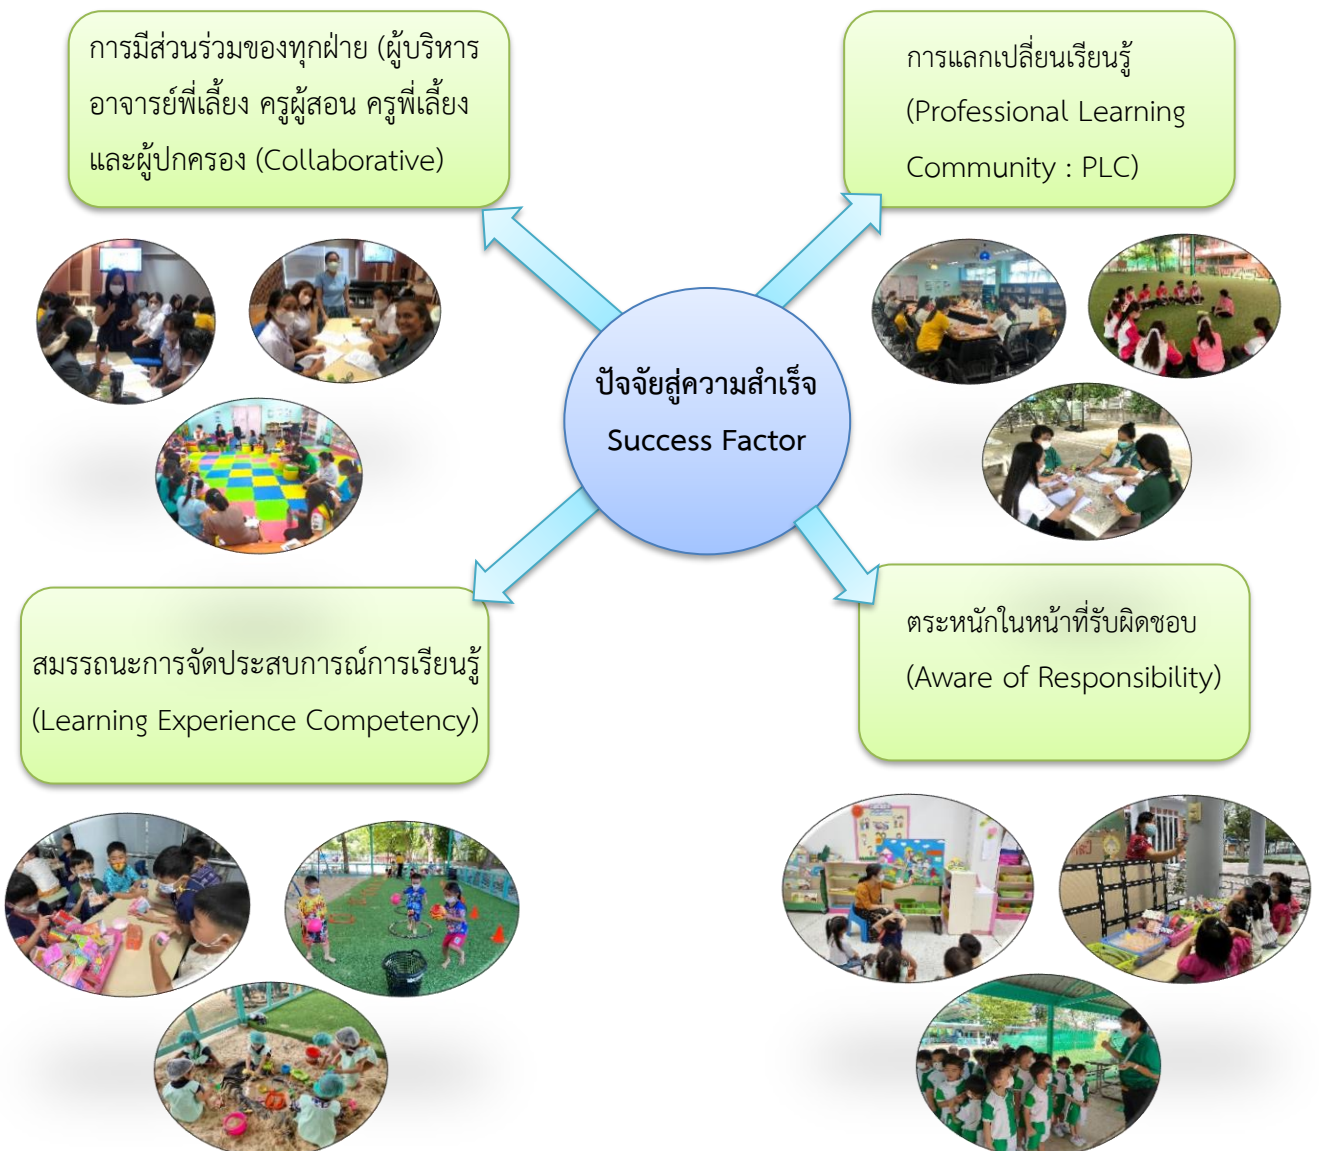 การมีส่วนร่วมของทุกฝ่าย (ผู้บริหาร
อาจารย์พี่เลี้ยง ครูผู้สอน ครูพี่เลี้ยง
และผู้ปกครอง (Collaborative)
การแลกเปลี่ยนเรียนรู้
(Professional Learning
Community : PLC)
ปัจจัยสู่ความสำเร็จ
Success Factor
สมรรถนะการจัดประสบการณ์การเรียนรู้
(Learning Experience Competency)
ตระหนักในหน้าที่รับผิดชอบ
(Aware of Responsibility)